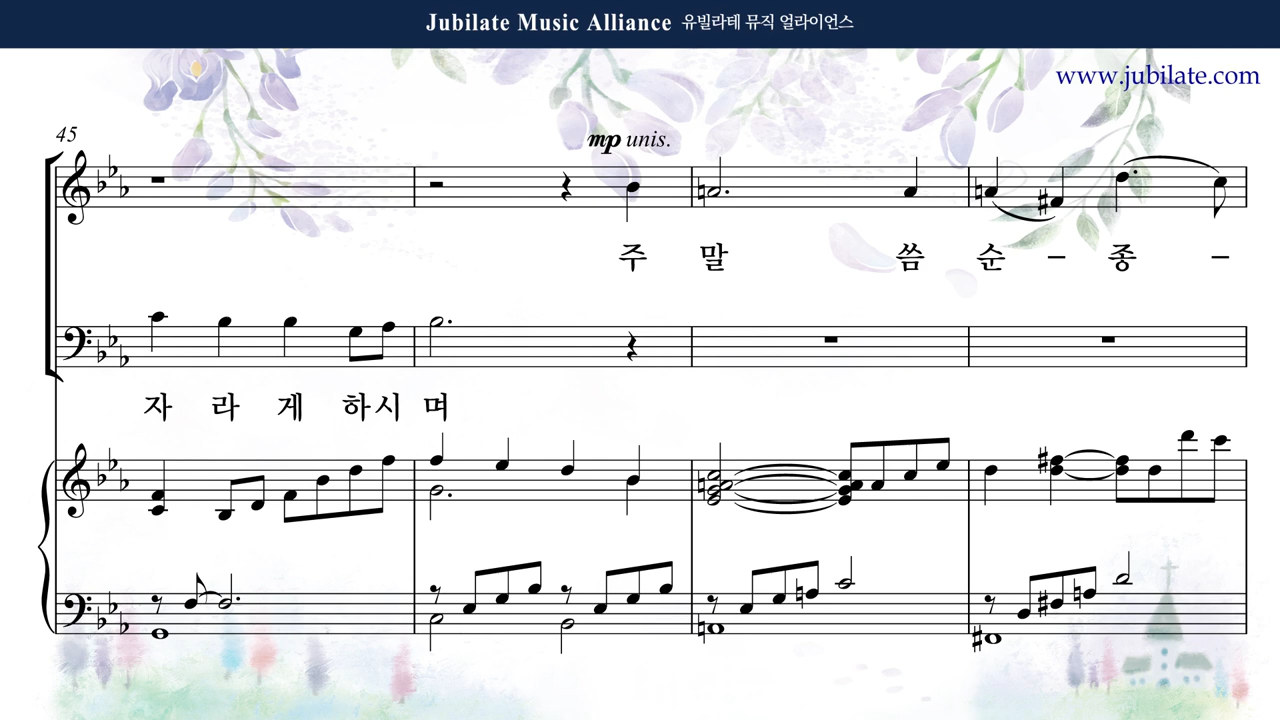 Jubilate Music Alliance 유빌라테 뮤직 얼라이언스
www.jubilate.com
45
mp unis.
주 말 씀 순 – 종 –
자 라 게 하 시 며